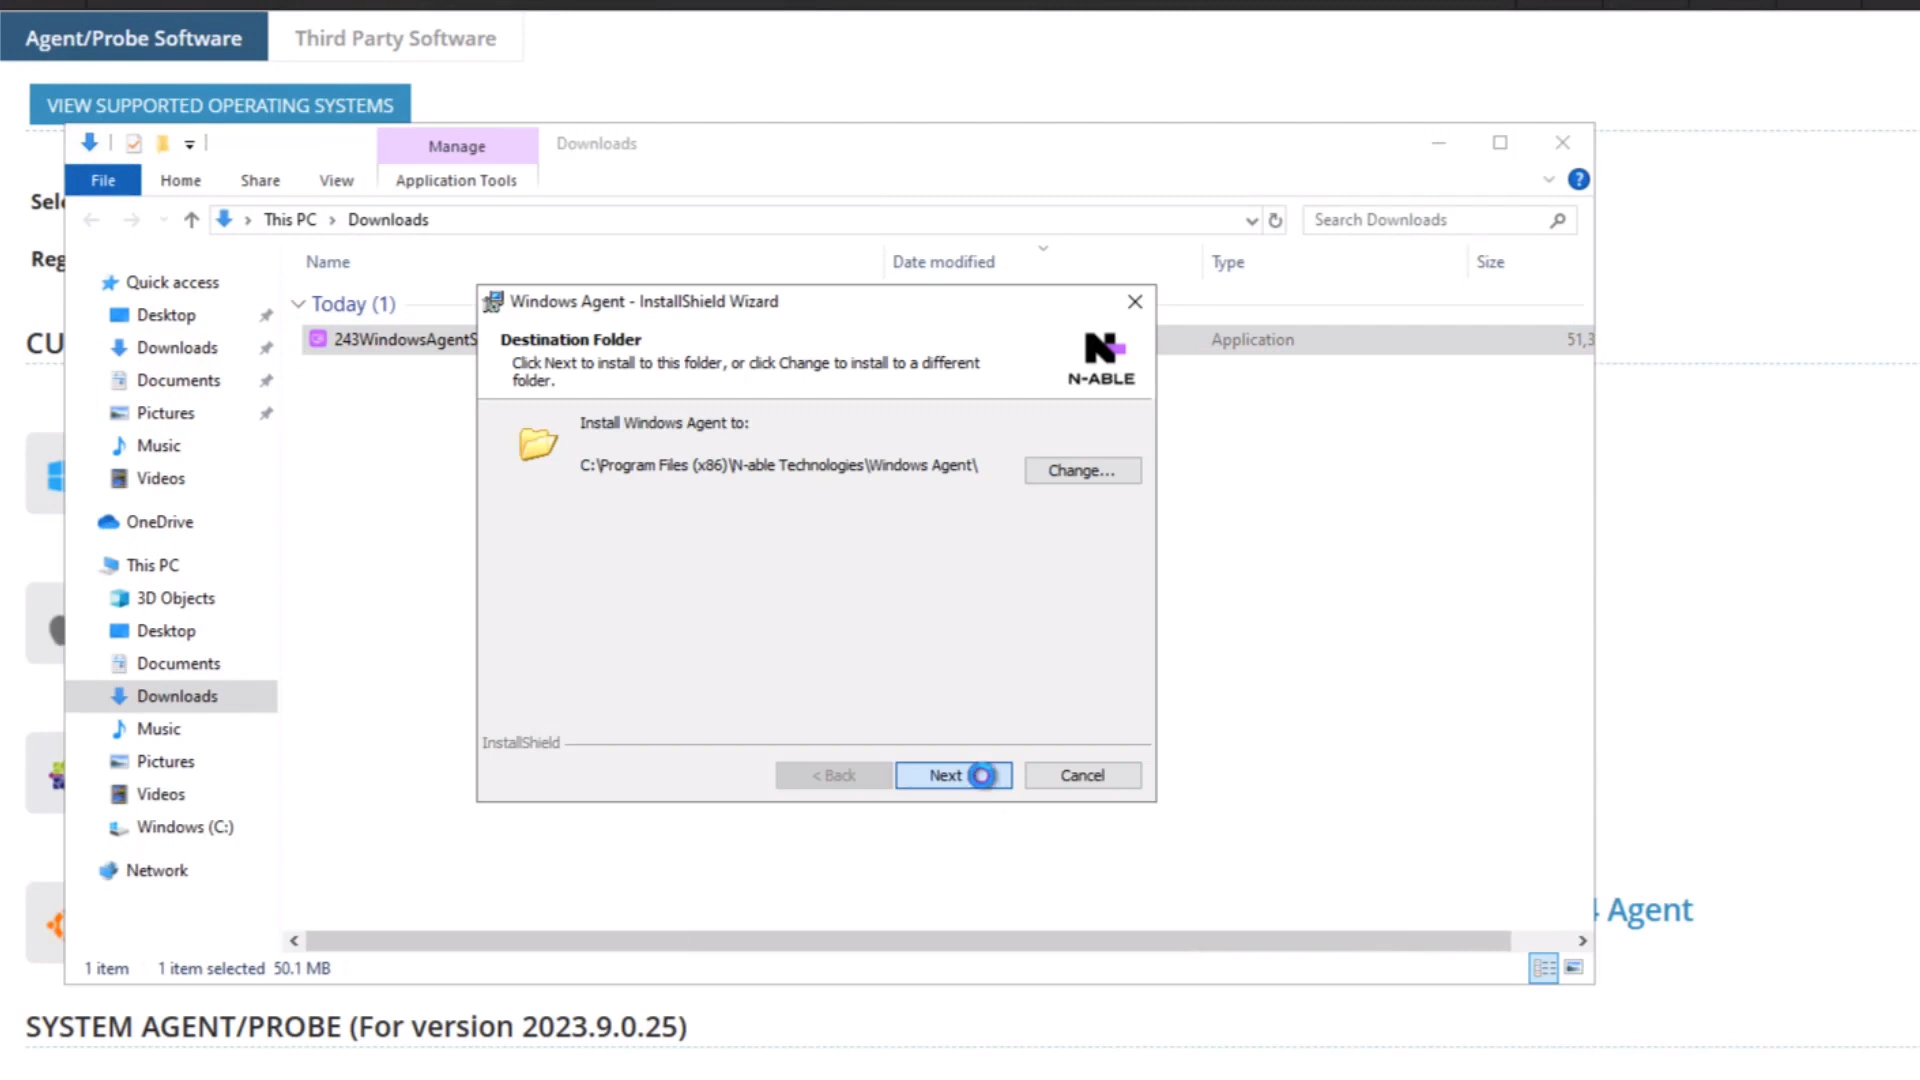 Agent/Probe Software
Third Party Software
VIEW SUPPORTED OPERATING SYSTEMS
Manage
Downloads
File
Home
Share
View
Application Tools
This PC > Downloads
Search Downloads
Name
Date modified
Type
Size
Quick access
Desktop
Downloads
Documents
Pictures
Music
Videos
OneDrive
This PC
3D Objects
Desktop
Documents
Downloads
Music
Pictures
Videos
Windows (C:)
Network
Today (1)
243WindowsAgentS
Application
51,3
Windows Agent - InstallShield Wizard
Destination Folder
Click Next to install to this folder, or click Change to install to a different
folder.
N-ABLE
Install Windows Agent to:
C:\Program Files (x86)\N-able Technologies\Windows Agent\
Change...
InstallShield
< Back
Next
Cancel
1 item
1 item selected 50.1 MB
Agent
SYSTEM AGENT/PROBE (For version 2023.9.0.25)